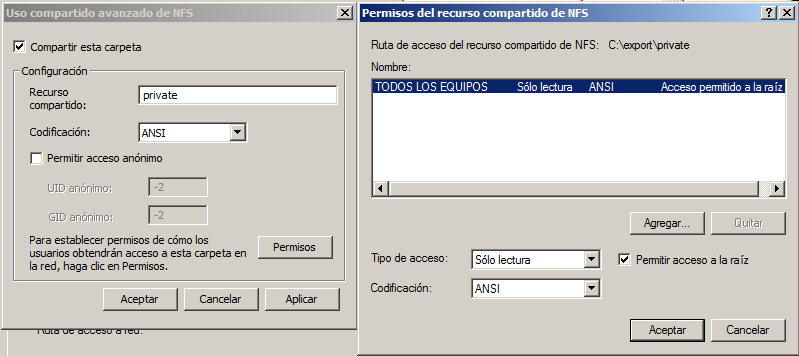 Uso compartido avanzado de NFS
Compartir esta carpeta
Configuración
Recurso
compartido:
private
Codificación:
ANSI
Permitir acceso anónimo
UID anónimo:
-2
GID anónimo:
-2
Para establecer permisos de cómo los
usuarios obtendrán acceso a esta carpeta en
la red, haga clic en Permisos.
Permisos
Aceptar
Cancelar
Aplicar
Ruta de acceso a red:
Permisos del recurso compartido de NFS
Ruta de acceso del recurso compartido de NFS: C:\export\private
Nombre:
TODOS LOS EQUIPOS Sólo lectura ANSI Acceso permitido a la raíz
Agregar...
Quitar
Tipo de acceso:
Sólo lectura
Permitir acceso a la raíz
Codificación:
ANSI
Aceptar
Cancelar